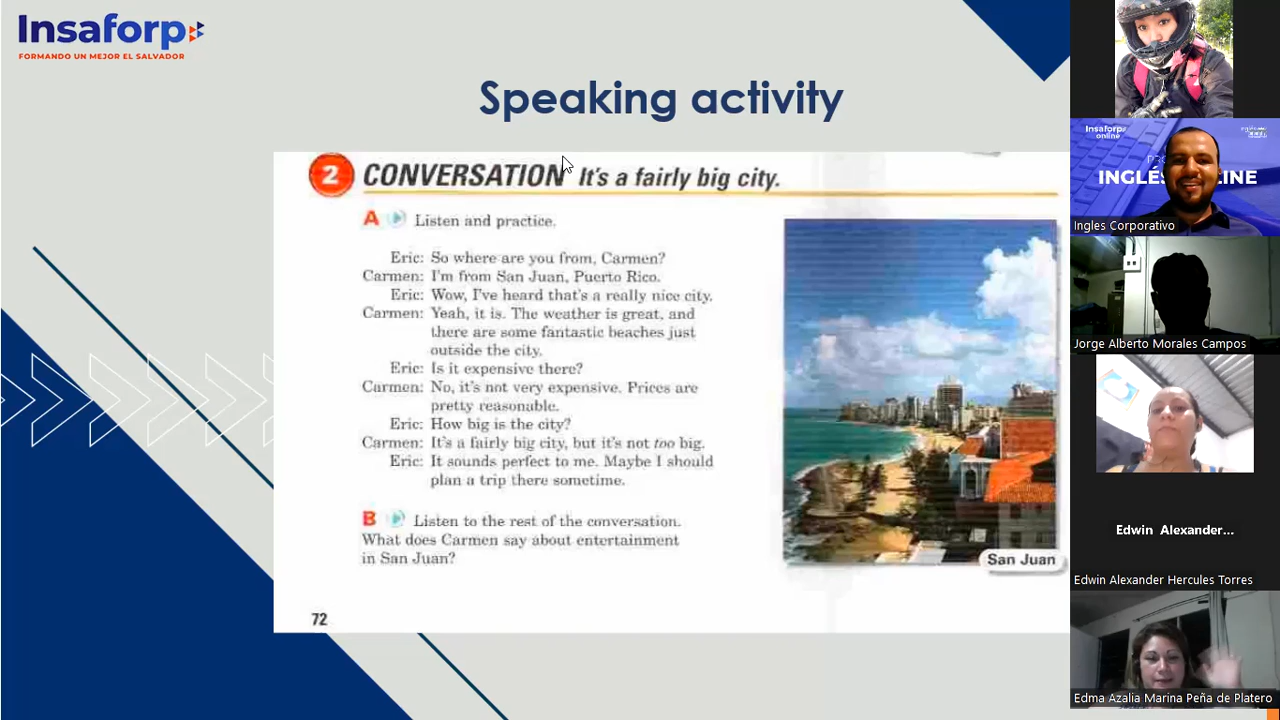 Insaforp
FORMANDO UN MEJOR EL SALVADOR
Speaking activity
2 CONVERSATION It's a fairly big city.
A Listen and practice.
Eric: So where are you from, Carmen?
Carmen: I'm from San Juan, Puerto Rico.
Eric: Wow, I've heard that's a really nice city.
Carmen: Yeah, it is. The weather is great, and
there are some fantastic beaches just
outside the city.
Eric: Is it expensive there?
Carmen: No, it's not very expensive. Prices are
pretty reasonable.
Eric: How big is the city?
Carmen: It's a fairly big city, but it's not too big.
Eric: It sounds perfect to me. Maybe I should
plan a trip there sometime.
B Listen to the rest of the conversation.
What does Carmen say about entertainment
in San Juan?
San Juan
72
Insaforp
online
INGLÉS
INE
Ingles Corporativo
Jorge Alberto Morales Campos
Edwin Alexander...
Edwin Alexander Hercules Torres
Edma Azalia Marina Peña de Platero